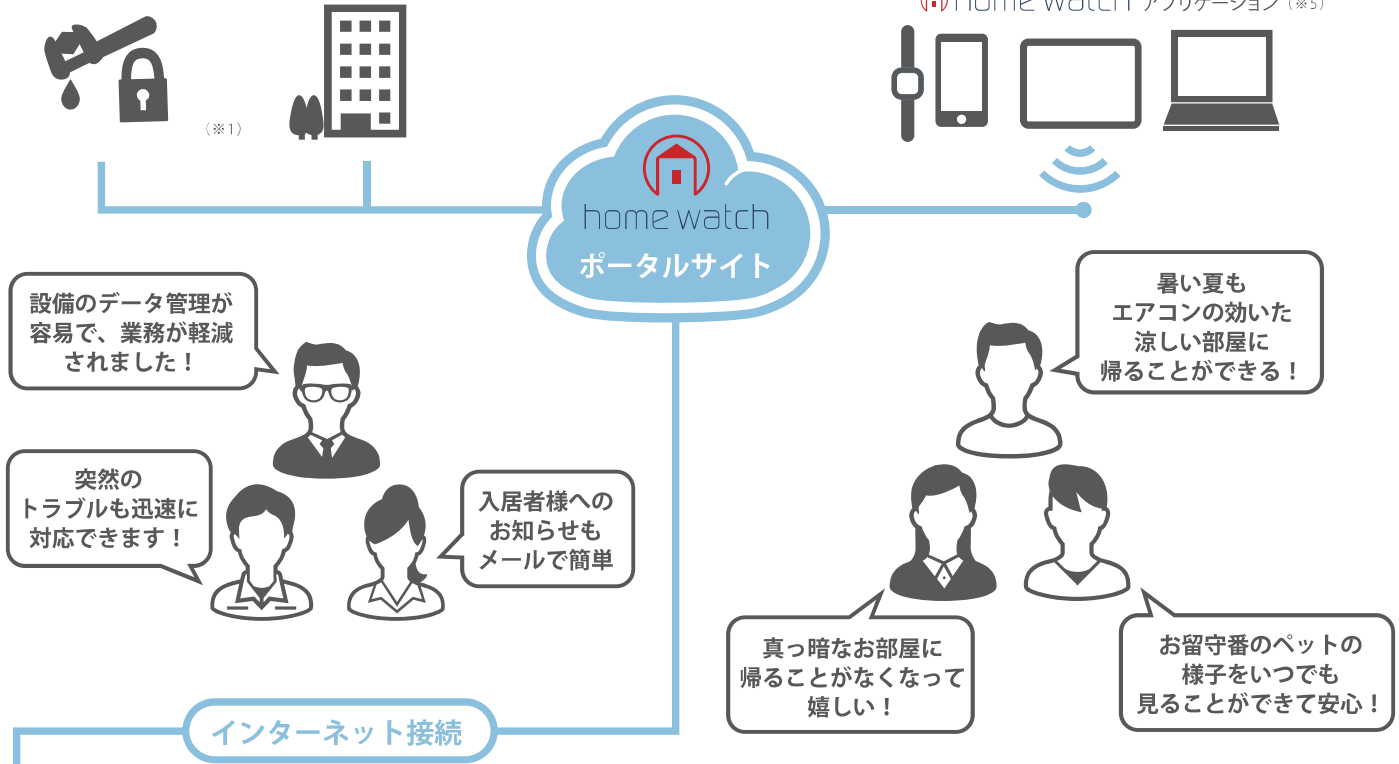 home watch アプリケーション（※5）
（※1）
home watch
ポータルサイト
設備のデータ管理が
容易で、業務が軽減
されました！
暑い夏も
エアコンの効いた
涼しい部屋に
帰ることができる！
突然の
トラブルも迅速に
対応できます！
入居者様への
お知らせも
メールで簡単
真っ暗なお部屋に
帰ることがなくなって
嬉しい！
お留守番のペットの
様子をいつでも
見ることができて安心！
インターネット接続